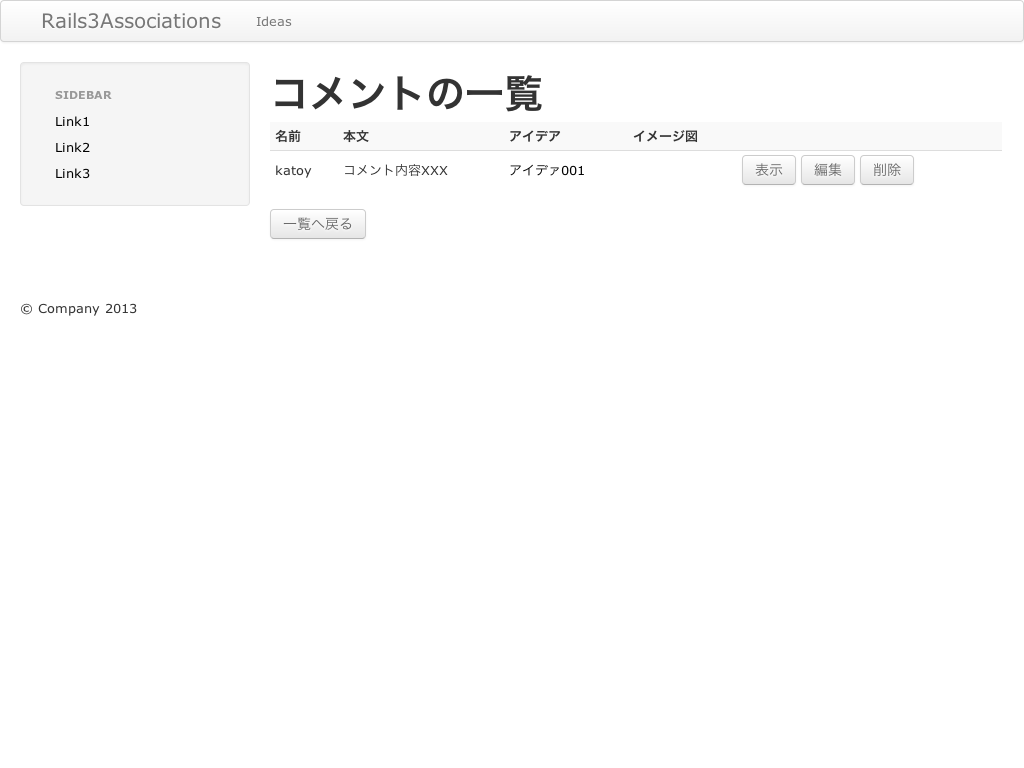 Rails3Associations Ideas
SIDEBAR
Link1
Link2
Link3
コメントの一覧
名前 本文 アイデア イメージ図
katoy コメント内容XXX アイデァ001 表示 編集 削除
一覧へ戻る
© Company 2013